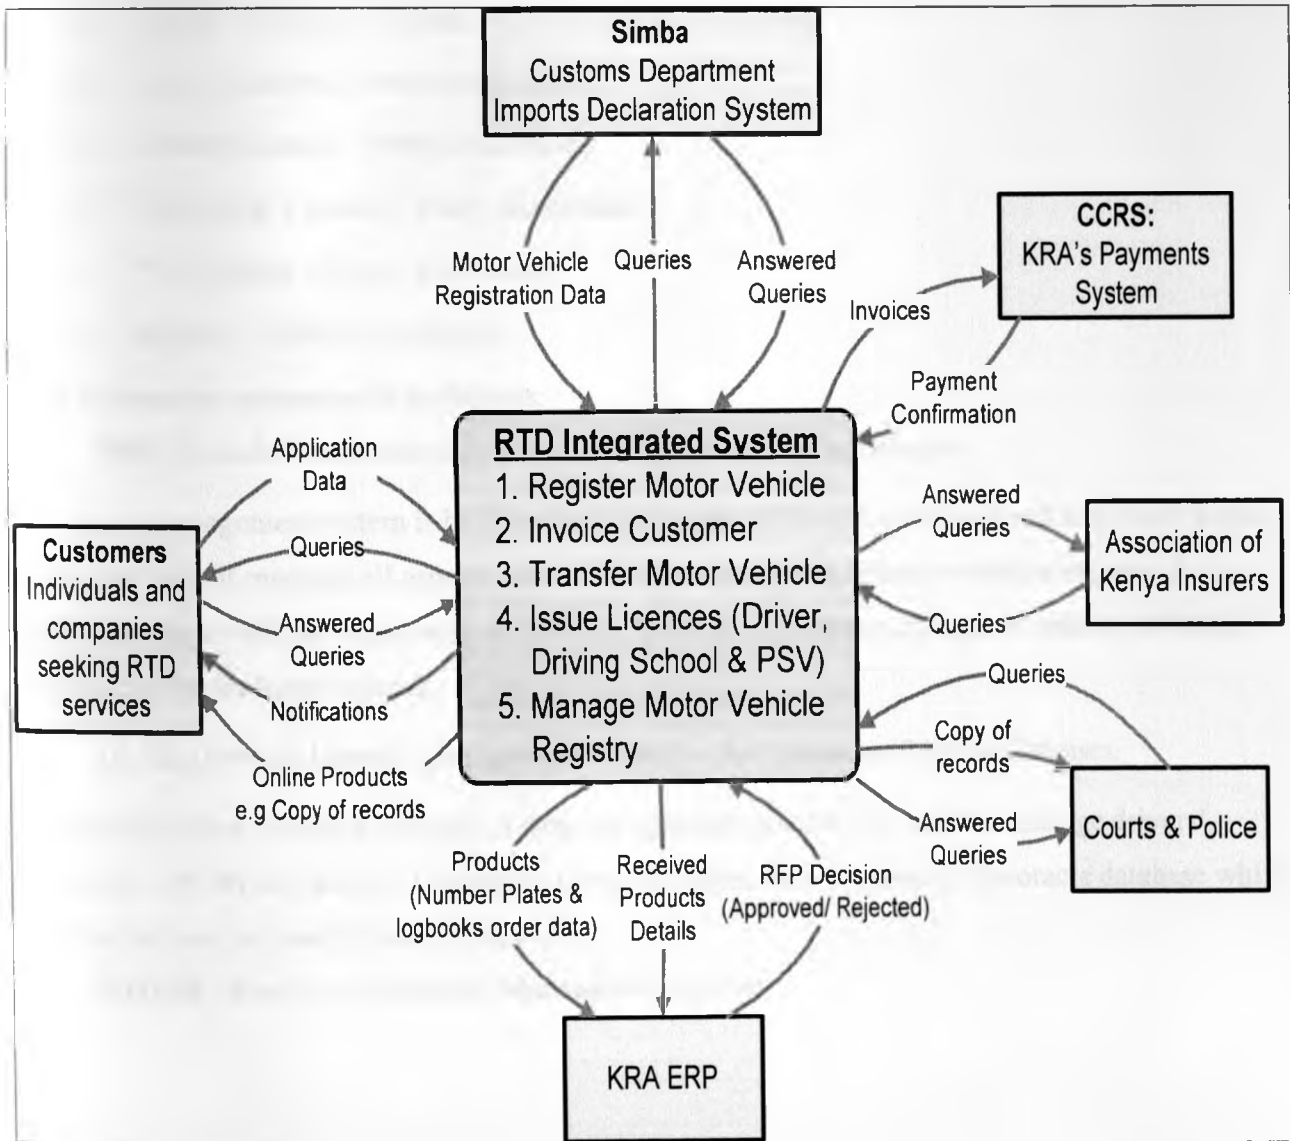 Simba
Customs Department
Imports Declaration System
CCRS:
KRA's Payments
System
Motor Vehicle
Registration Data
Queries
Answered
Queries
Invoices
Payment
Confirmation
Application
Data
Queries
Answered
Queries
Notifications
Online Products
e.g Copy of records
Customers
Individuals and
companies
seeking RTD
services
RTD Integrated System
1. Register Motor Vehicle
2. Invoice Customer
3. Transfer Motor Vehicle
4. Issue Licences (Driver,
Driving School & PSV)
5. Manage Motor Vehicle
Registry
Answered
Queries
Queries
Association of
Kenya Insurers
Queries
Copy of
records
Answered
Queries
Courts & Police
Products
(Number Plates &
logbooks order data)
Received
Products
Details
RFP Decision
(Approved/ Rejected)
KRA ERP